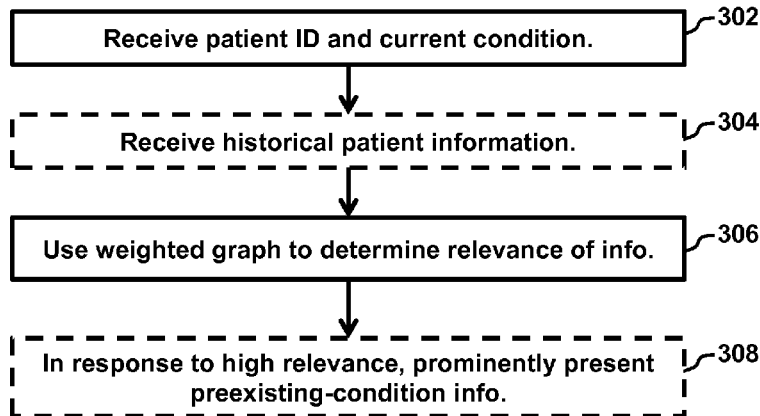 302
Receive patient ID and current condition.
304
Receive historical patient information.
306
Use weighted graph to determine relevance of info.
308
In response to high relevance, prominently present
preexisting-condition info.